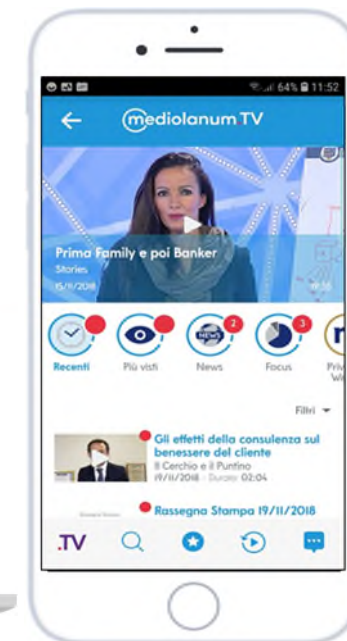 64% 11:52
mediolanum TV
Prima Family e poi Banker
Stories
15/11/2018
NEWS
2
3
Recenti
Più visti
News
Focus
Filtri
Gli effetti della consulenza sul
benessere del cliente
Il Cerchio e il Puntino
19/11/2018 - Durata: 02:04
Rassegna Stampa 19/11/2018
.TV